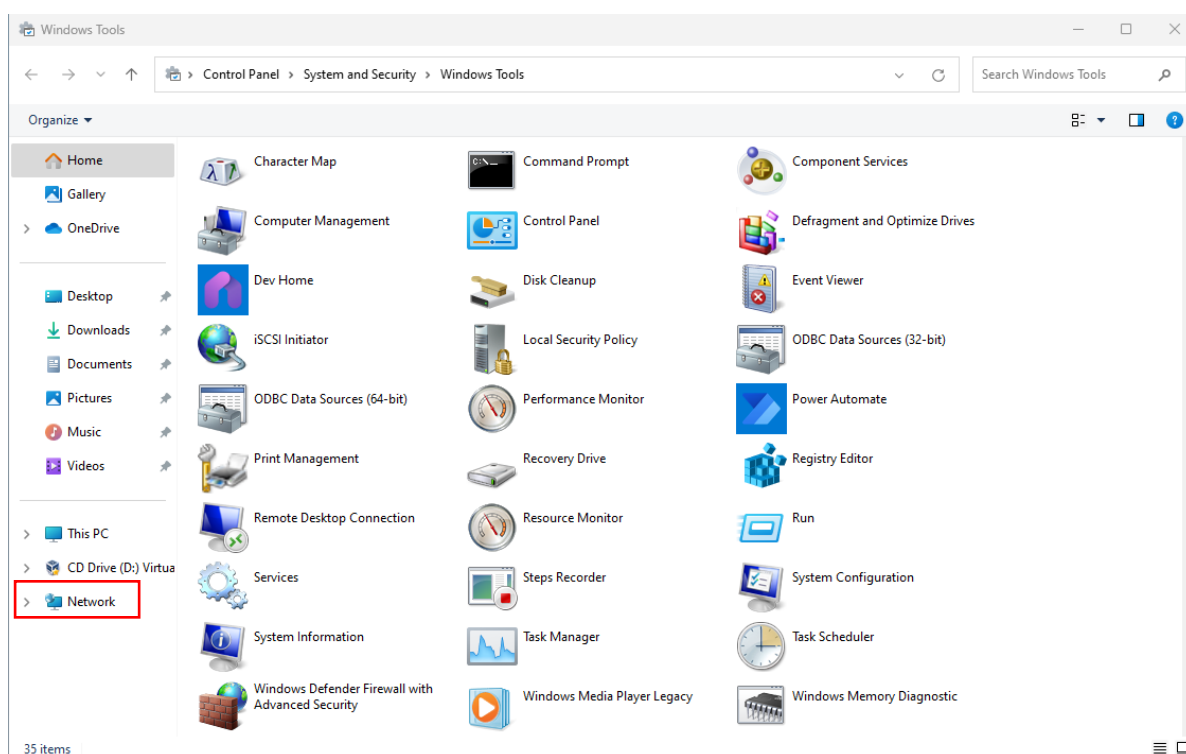 Windows Tools
Control Panel > System and Security > Windows Tools
Search Windows Tools
Organize
Home
Gallery
OneDrive
Desktop
Downloads
Documents
Pictures
Music
Videos
This PC
CD Drive (D:) Virtua
Network
Character Map
Command Prompt
Component Services
Computer Management
Control Panel
Defragment and Optimize Drives
Dev Home
Disk Cleanup
Event Viewer
iSCSI Initiator
Local Security Policy
ODBC Data Sources (32-bit)
ODBC Data Sources (64-bit)
Performance Monitor
Power Automate
Print Management
Recovery Drive
Registry Editor
Remote Desktop Connection
Resource Monitor
Run
Services
Steps Recorder
System Configuration
System Information
Task Manager
Task Scheduler
Windows Defender Firewall with
Advanced Security
Windows Media Player Legacy
Windows Memory Diagnostic
35 items